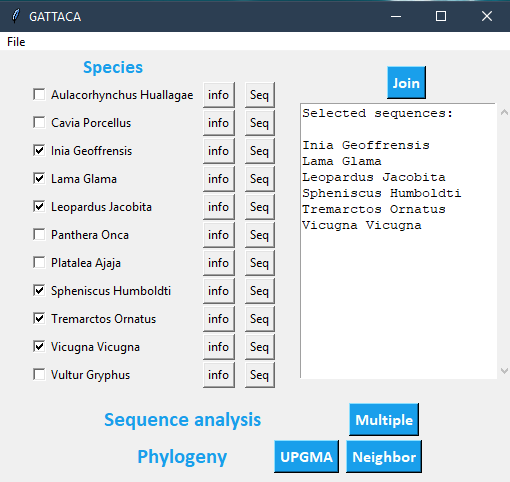 GATTACA
File
Species
Aulacorhynchus Huallagae info Seq
Cavia Porcellus info Seq
Inia Geoffrensis info Seq
Lama Glama info Seq
Leopardus Jacobita info Seq
Panthera Onca info Seq
Platalea Ajaja info Seq
Spheniscus Humboldti info Seq
Tremarctos Ornatus info Seq
Vicugna Vicugna info Seq
Vultur Gryphus info Seq
Join
Selected sequences:
Inia Geoffrensis
Lama Glama
Leopardus Jacobita
Spheniscus Humboldti
Tremarctos Ornatus
Vicugna Vicugna
Sequence analysis Multiple
Phylogeny UPGMA Neighbor